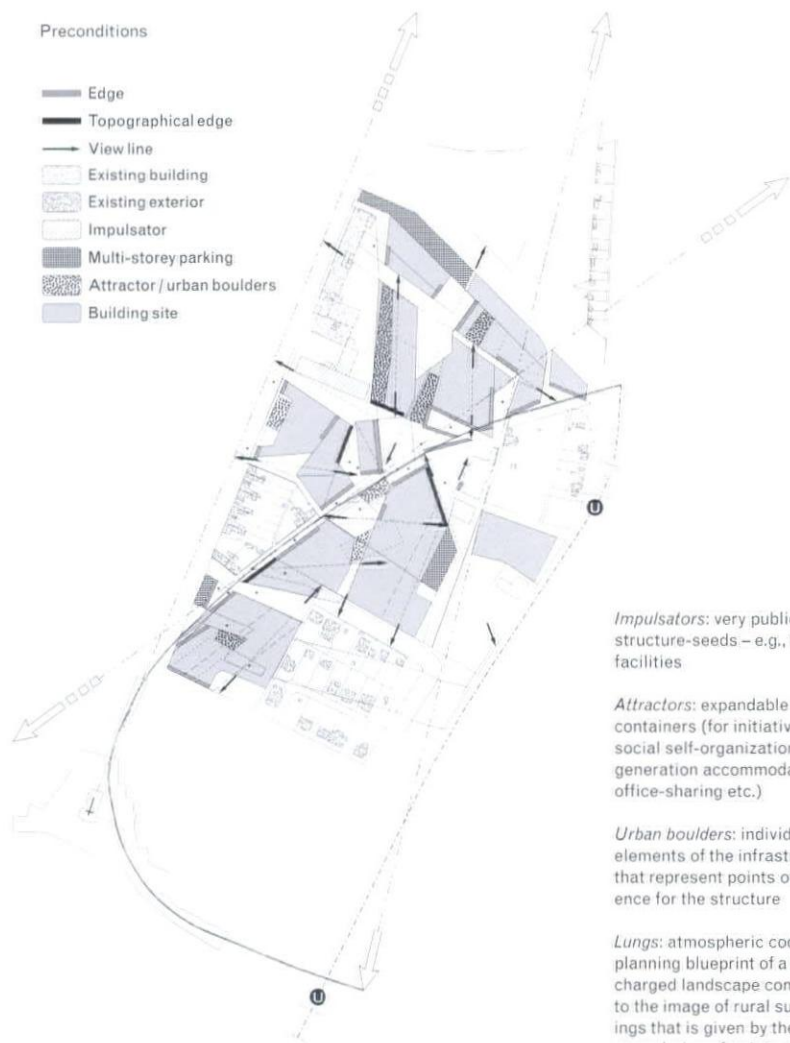 Preconditions
Edge
Topographical edge
View line
Existing building
Existing exterior
Impulsator
Multi-storey parking
Attractor / urban boulders
Building site
U
U
Impulsators: very public
structure-seeds – e.g.,
facilities
Attractors: expandable
containers (for initiativ
social self-organization
generation accommoda
office-sharing etc.)
Urban boulders: individ
elements of the infrast
that represent points o
ence for the structure
Lungs: atmospheric coo
planning blueprint of a
charged landscape con
to the image of rural su
ings that is given by the